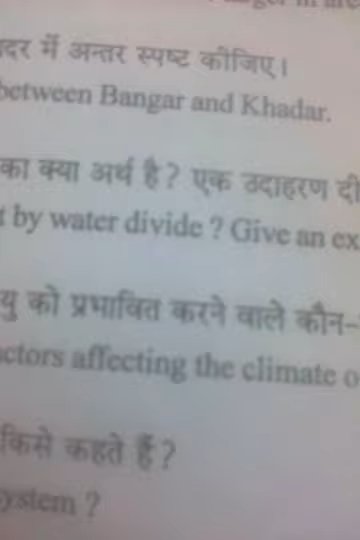 दर में अन्तर स्पष्ट कीजिए।
between Bangar and Khadar.
का क्या अर्थ है? एक उदाहरण दी
t by water divide ? Give an ex
यु को प्रभावित करने वाले कौन-
ctors affecting the climate o
किसे कहते हैं?
ystem ?